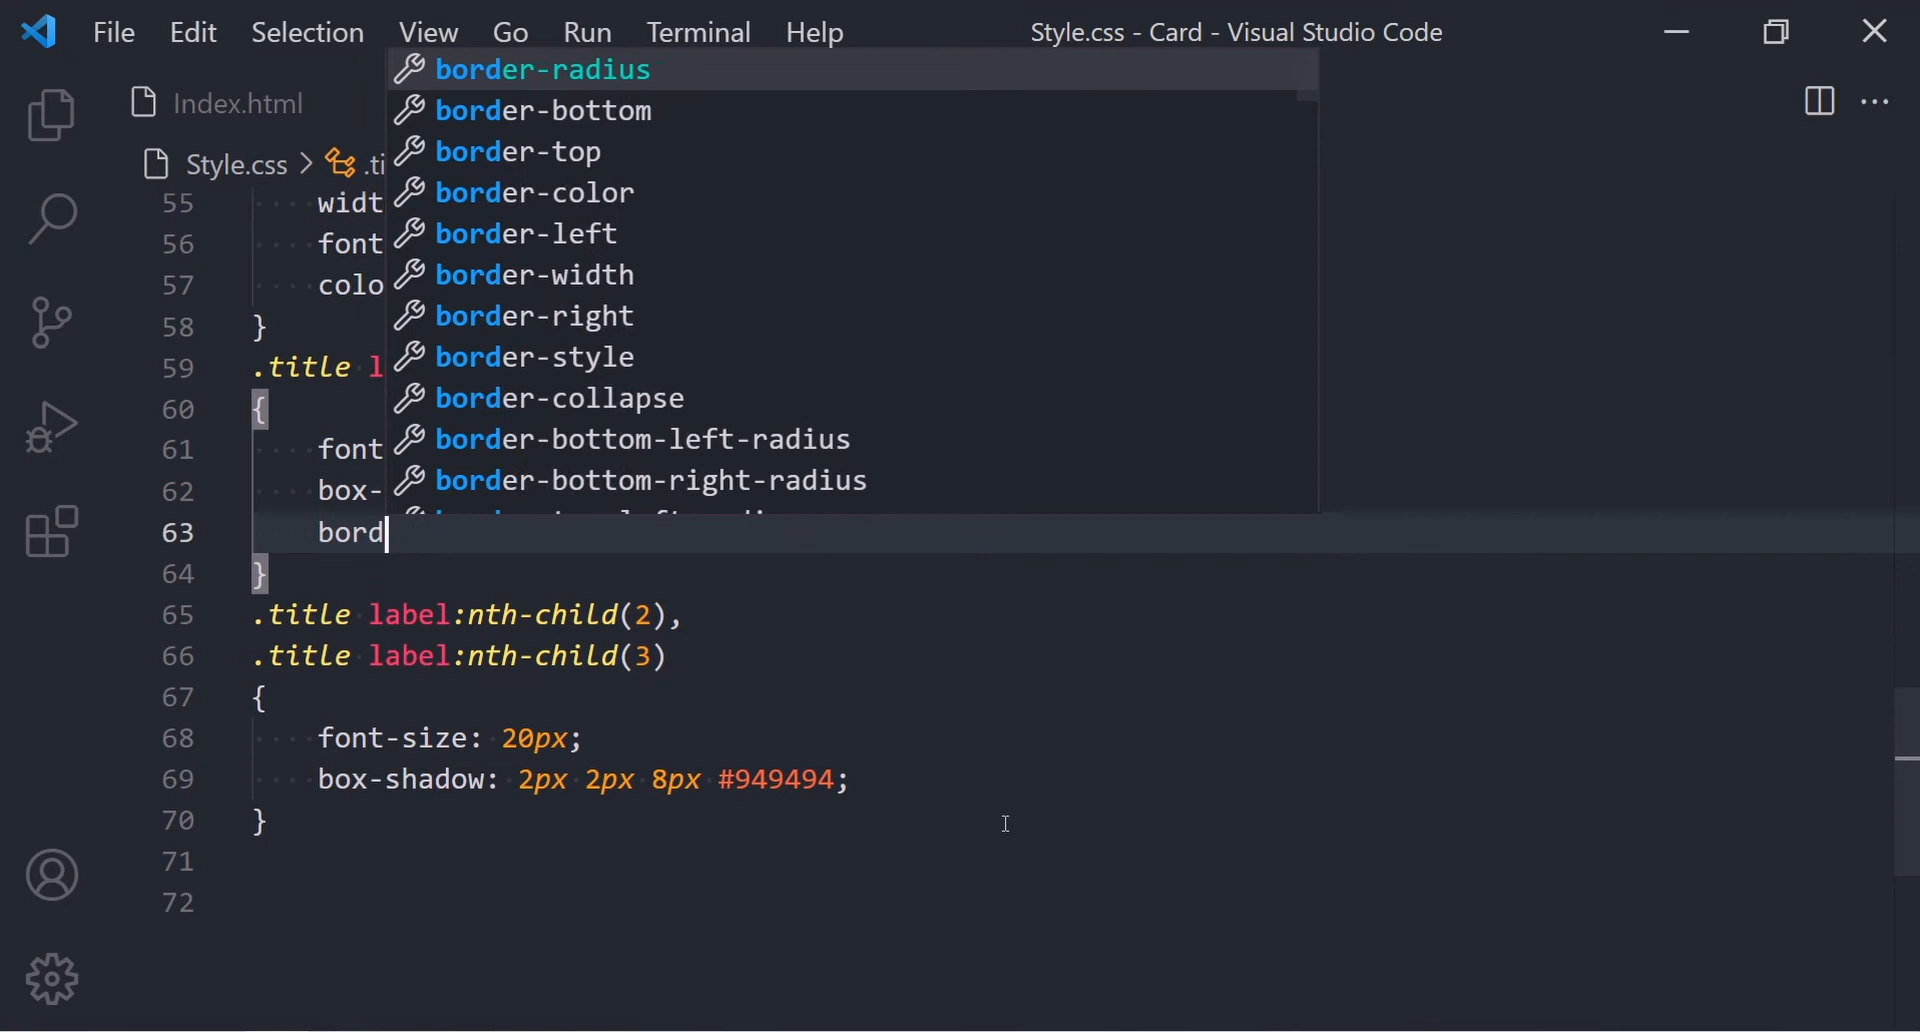 File Edit Selection View Go Run Terminal Help Style.css - Card - Visual Studio Code
Index.html
Style.css > .ti
border-radius
border-bottom
border-top
border-color
border-left
border-width
border-right
border-style
border-collapse
border-bottom-left-radius
border-bottom-right-radius
55 widt
56 font
57 colo
58 }
59 .title l
60 {
61 font
62 box-
63 bord
64 }
65 .title label:nth-child(2),
66 .title label:nth-child(3)
67 {
68 font-size: 20px;
69 box-shadow: 2px 2px 8px #949494;
70 }
71
72